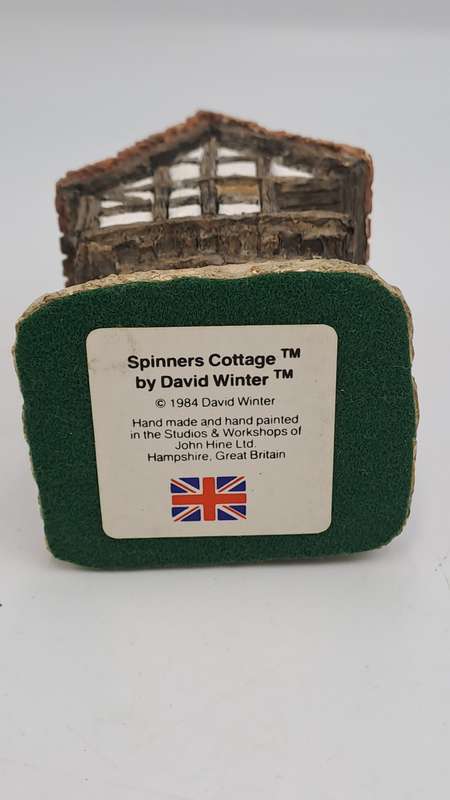 Spinners Cottage ™
by David Winter ™
© 1984 David Winter
Hand made and hand painted
in the Studios & Workshops of
John Hine Ltd.
Hampshire, Great Britain